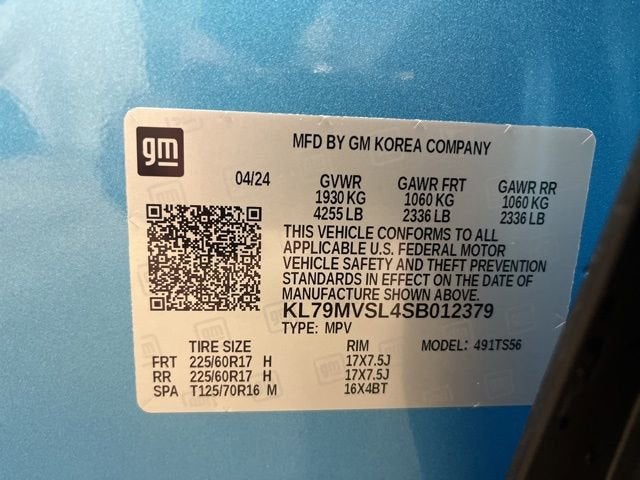 gm
MFD BY GM KOREA COMPANY
04/24 GVWR GAWR FRT GAWR RR
1930 KG 1060 KG 1060 KG
4255 LB 2336 LB 2336 LB
THIS VEHICLE CONFORMS TO ALL
APPLICABLE U.S. FEDERAL MOTOR
VEHICLE SAFETY AND THEFT PREVENTION
STANDARDS IN EFFECT ON THE DATE OF
MANUFACTURE SHOWN ABOVE.
KL79MVSL4SB012379
TYPE: MPV
TIRE SIZE RIM MODEL: 491TS56
FRT 225/60R17 H 17X7.5J
RR 225/60R17 H 17X7.5J
SPA T125/70R16 M 16X4BT